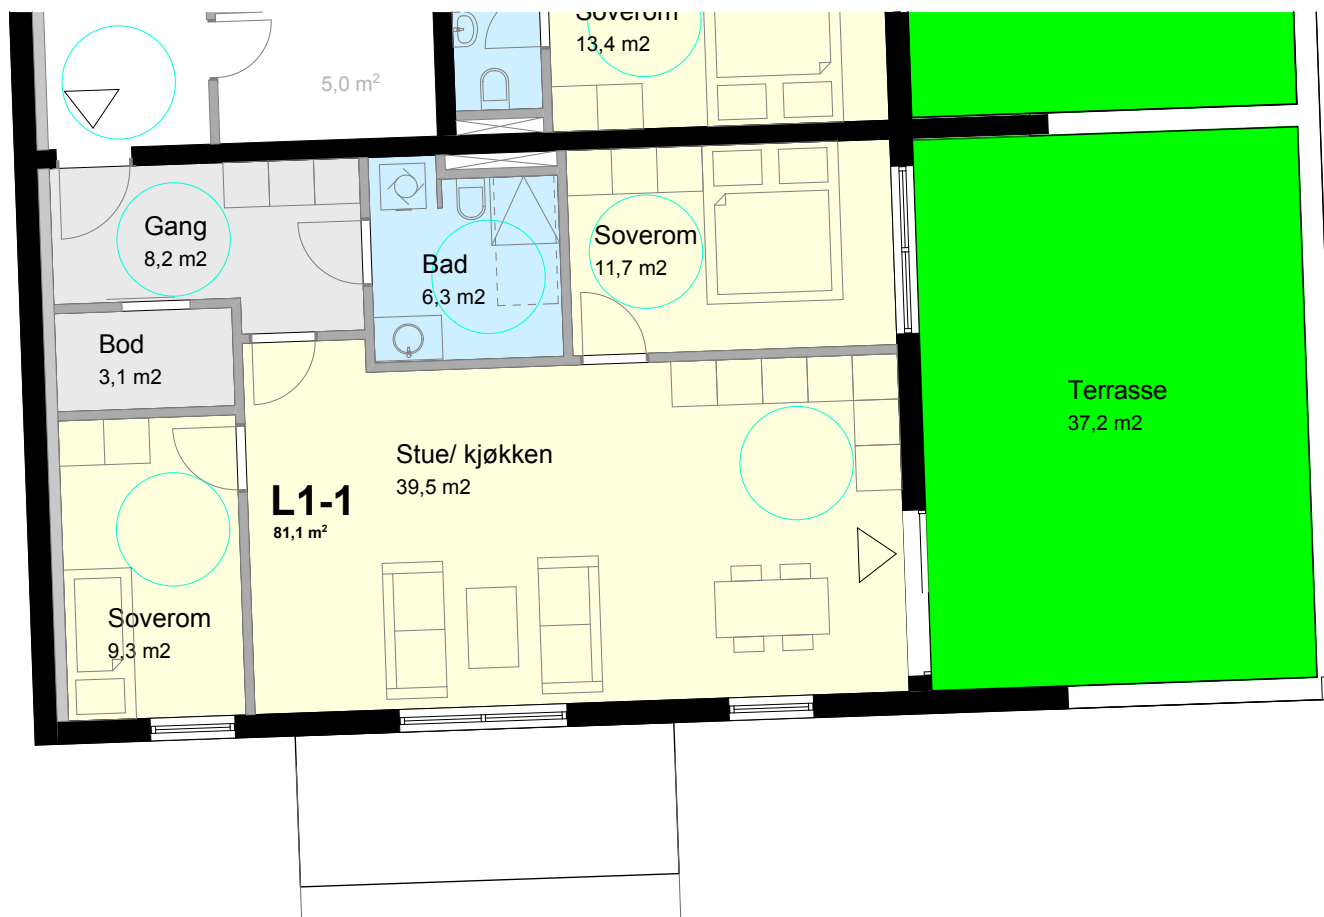 Soverom
13,4 m2
5,0 m²
Gang
8,2 m2
Bad
6,3 m2
Soverom
11,7 m2
Bod
3,1 m2
Terrasse
37,2 m2
Stue/ kjøkken
39,5 m2
L1-1
81,1 m²
Soverom
9,3 m2